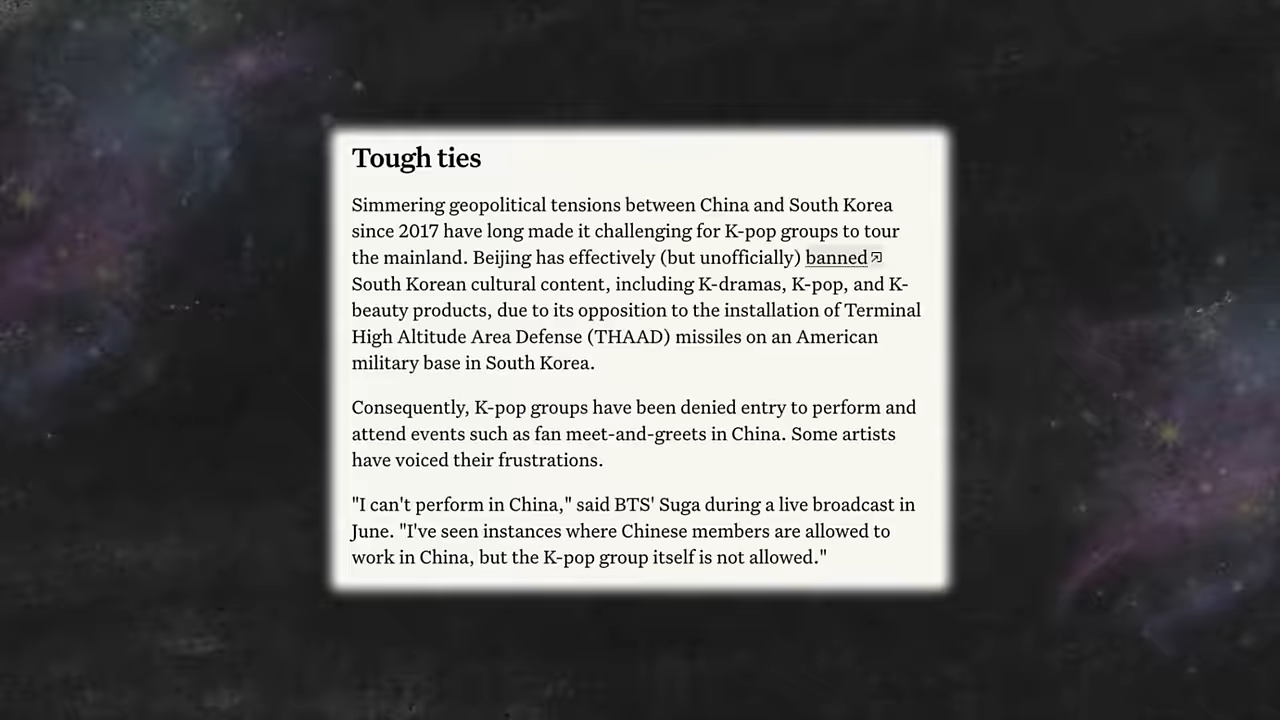 Tough ties
Simmering geopolitical tensions between China and South Korea
since 2017 have long made it challenging for K-pop groups to tour
the mainland. Beijing has effectively (but unofficially) banned
South Korean cultural content, including K-dramas, K-pop, and K-
beauty products, due to its opposition to the installation of Terminal
High Altitude Area Defense (THAAD) missiles on an American
military base in South Korea.
Consequently, K-pop groups have been denied entry to perform and
attend events such as fan meet-and-greets in China. Some artists
have voiced their frustrations.
"I can't perform in China," said BTS' Suga during a live broadcast in
June. "I've seen instances where Chinese members are allowed to
work in China, but the K-pop group itself is not allowed."